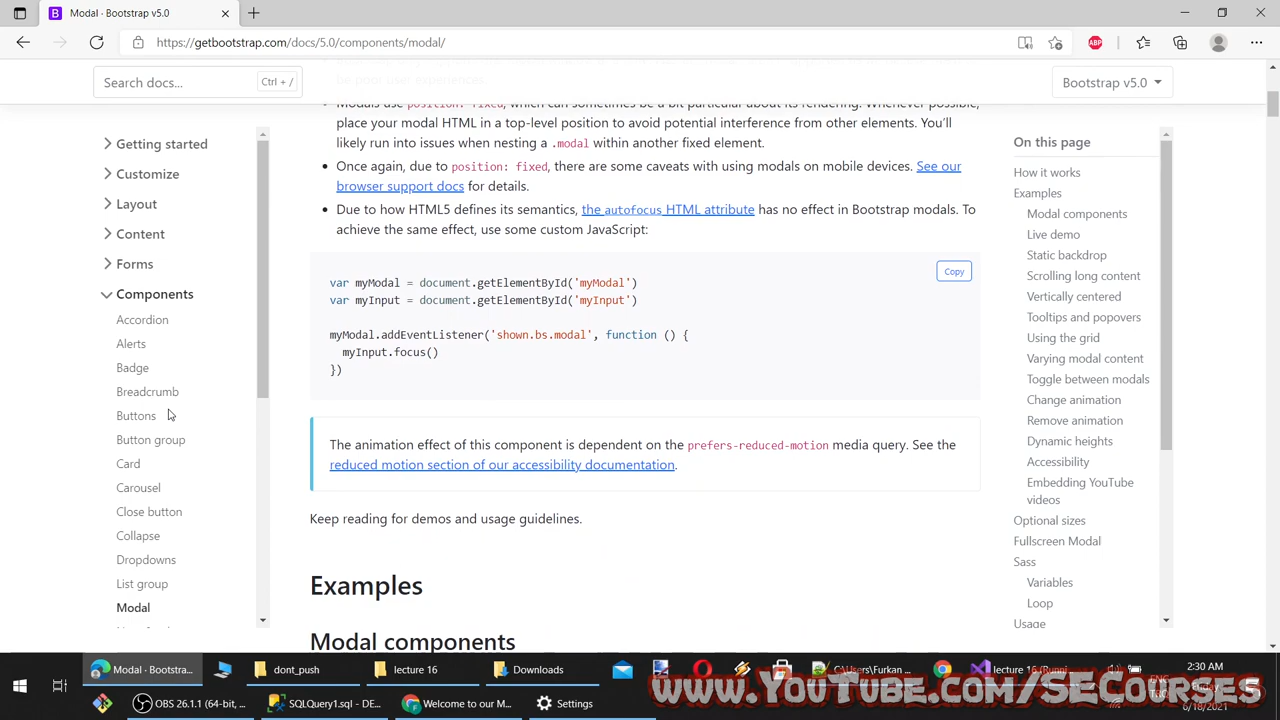 Modal · Bootstrap v5.0
https://getbootstrap.com/docs/5.0/components/modal/
ABP
Search docs...
Ctrl + /
Bootstrap v5.0
be poor user experiences.
Modals use position: fixed, which can sometimes be a bit particular about its rendering. Whenever possible,
place your modal HTML in a top-level position to avoid potential interference from other elements. You'll
likely run into issues when nesting a .modal within another fixed element.
Once again, due to position: fixed, there are some caveats with using modals on mobile devices. See our
browser support docs for details.
Due to how HTML5 defines its semantics, the autofocus HTML attribute has no effect in Bootstrap modals. To
achieve the same effect, use some custom JavaScript:
Copy
var myModal = document.getElementById('myModal')
var myInput = document.getElementById('myInput')
myModal.addEventListener('shown.bs.modal', function () {
myInput.focus()
})
The animation effect of this component is dependent on the prefers-reduced-motion media query. See the
reduced motion section of our accessibility documentation.
Keep reading for demos and usage guidelines.
Examples
Modal components
Getting started
Customize
Layout
Content
Forms
Components
Accordion
Alerts
Badge
Breadcrumb
Buttons
Button group
Card
Carousel
Close button
Collapse
Dropdowns
List group
Modal
On this page
How it works
Examples
Modal components
Live demo
Static backdrop
Scrolling long content
Vertically centered
Tooltips and popovers
Using the grid
Varying modal content
Toggle between modals
Change animation
Remove animation
Dynamic heights
Accessibility
Embedding YouTube
videos
Optional sizes
Fullscreen Modal
Sass
Variables
Loop
Usage
Modal · Bootstra...
dont_push
lecture 16
Downloads
C:\Users\Furkan ...
lecture 16 (Runni...
2:30 AM
Friday
6/18/2021
OBS 26.1.1 (64-bit, ...
SQLQuery1.sql - DE...
Welcome to our M...
Settings
www.YouTube.com/SECourses